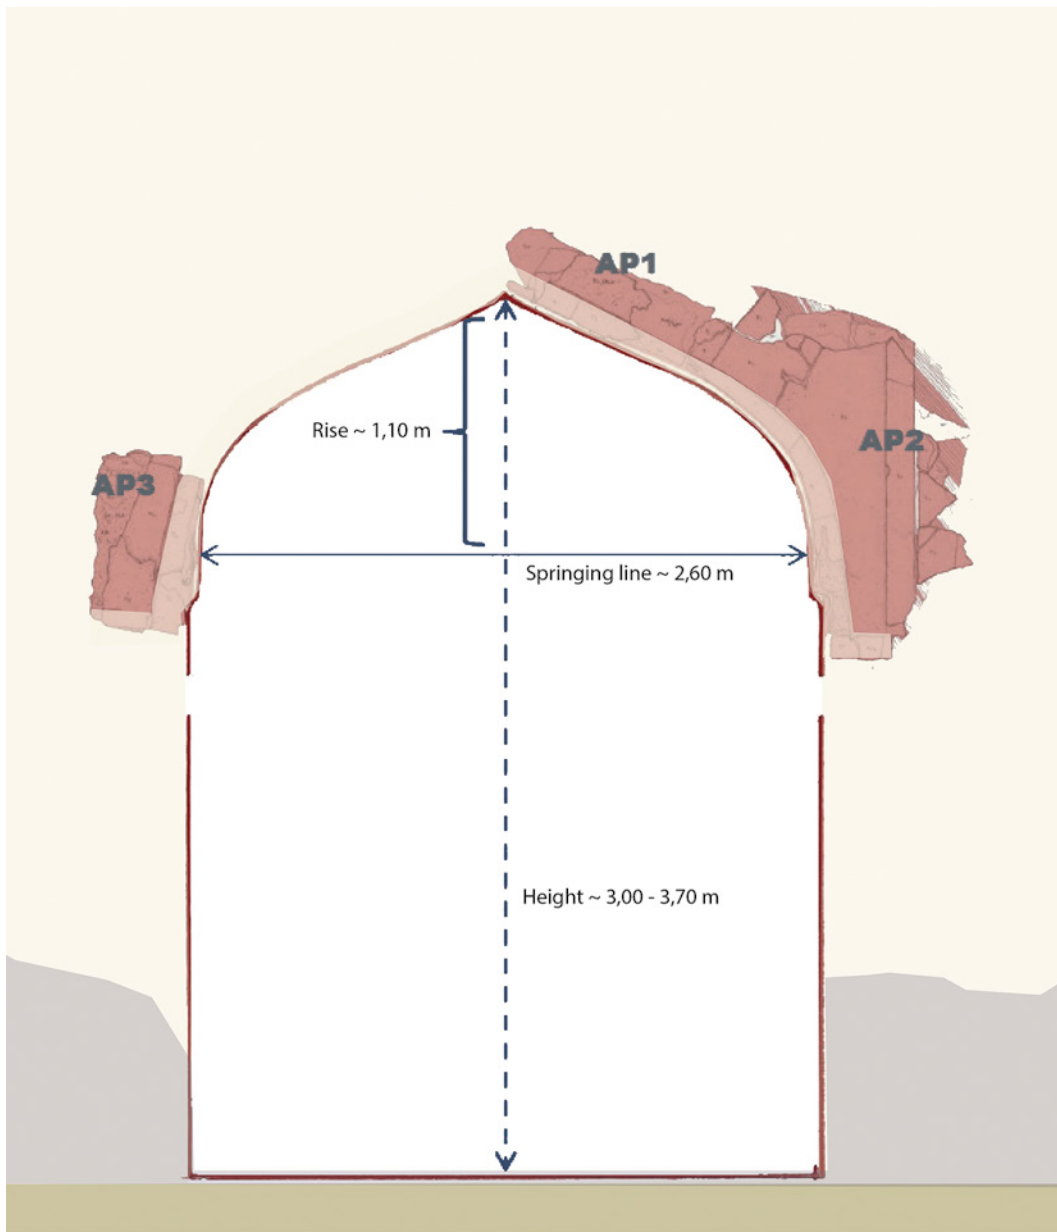 AP1
Rise ~ 1,10 m
AP2
AP3
Springing line ~ 2,60 m
Height ~ 3,00 - 3,70 m